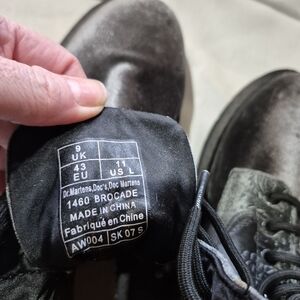 9
UK
43 11
EU US L
Dr.Martens,Doc's,Doc Martens
1460 BROCADE
MADE IN CHINA
Fabriqué en Chine
AW004 SK 07 S